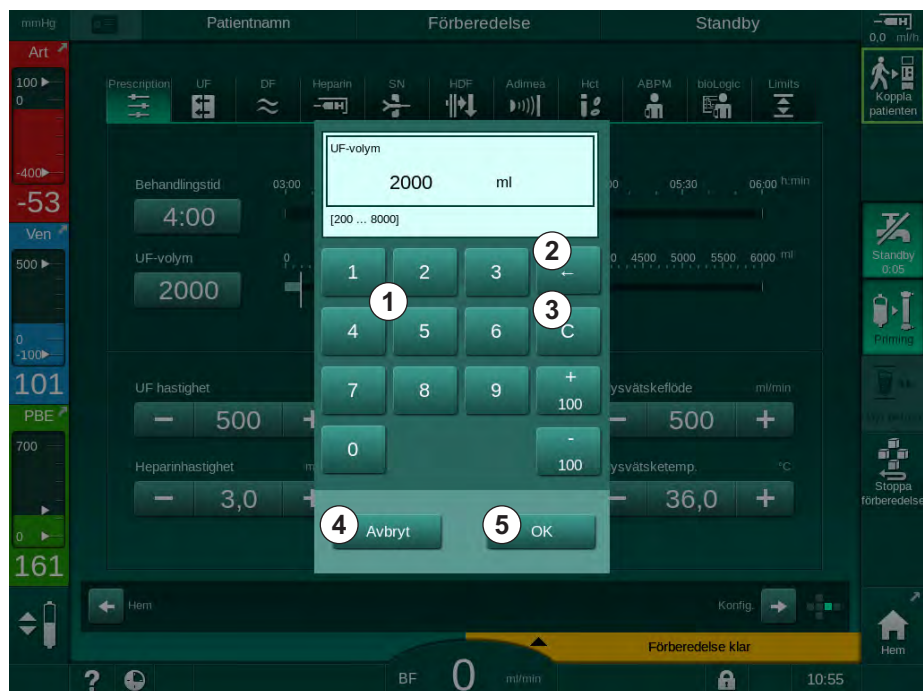 mmHg Patientnamn Förberedelse Standby 0,0 ml/h
Art
100
0
-400
-53
Ven
500
0
-100
101
PBE
700
0
161
Prescription UF DF Heparin SN HDF Adimea Hct ABPM bioLogic Limits
Behandlingstid 03:00 05:30 06:00 h:min
4:00
UF-volym 0 4500 5000 5500 6000 ml
2000
UF hastighet
− 500 +
Heparinhastighet
− 3,0 +
UF-volym
2000 ml
[200 ... 8000]
1 2 3 ←
4 5 6 C
7 8 9 + 100
0 - 100
Avbryt OK
1
2
3
4
5
ysvätskeflöde ml/min
− 500 +
ysvätsketemp. °C
− 36,0 +
Hem Konfig.
Förberedelse klar
? BF 0 ml/min 10:55
Koppla
patienten
Standby
0:05
Priming
Stoppa
förberedelse
Hem